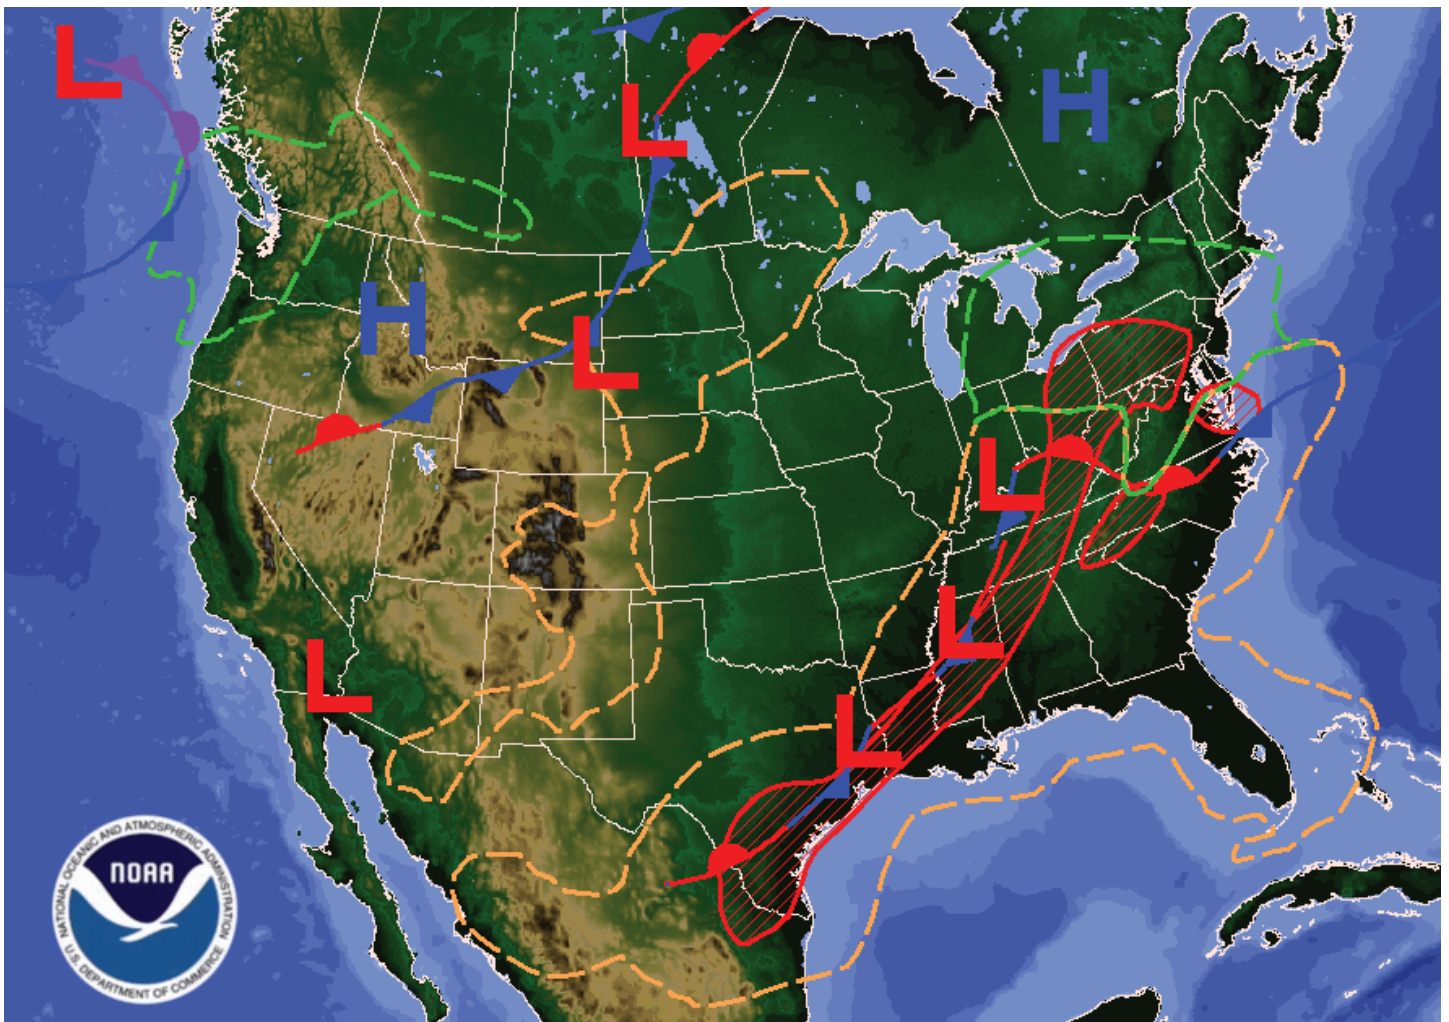 L
L
H
H
L
L
L
L
L
NOAA
NATIONAL OCEANIC AND ATMOSPHERIC ADMINISTRATION
U.S. DEPARTMENT OF COMMERCE